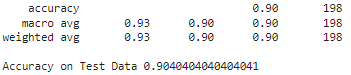 accuracy 0.90 198
macro avg 0.93 0.90 0.90 198
weighted avg 0.93 0.90 0.90 198
Accuracy on Test Data 0.9040404040404041